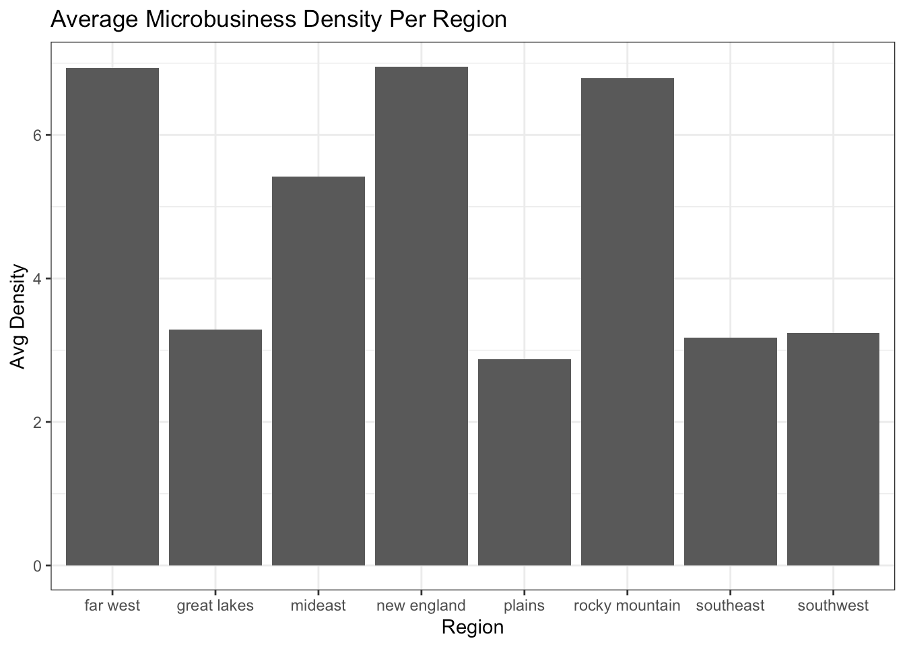 Average Microbusiness Density Per Region
Avg Density
6
4
2
0
far west great lakes mideast new england plains rocky mountain southeast southwest
Region